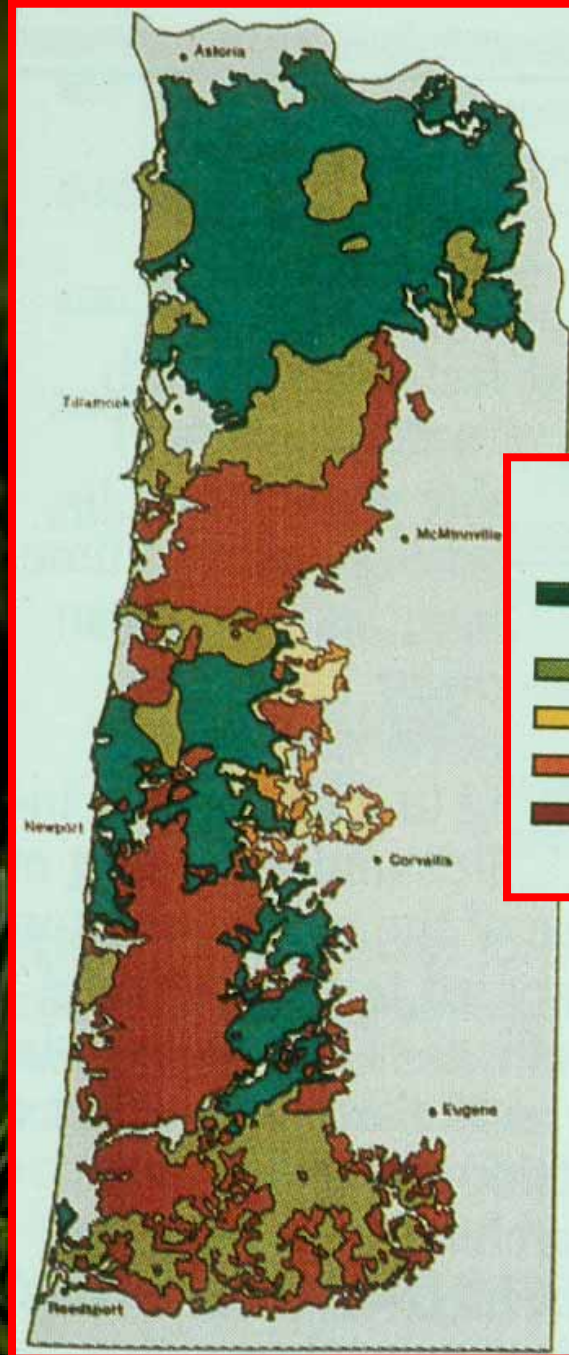 Astoria
Tillamook
McMinnville
Newport
Corvallis
Eugene
Reedsport